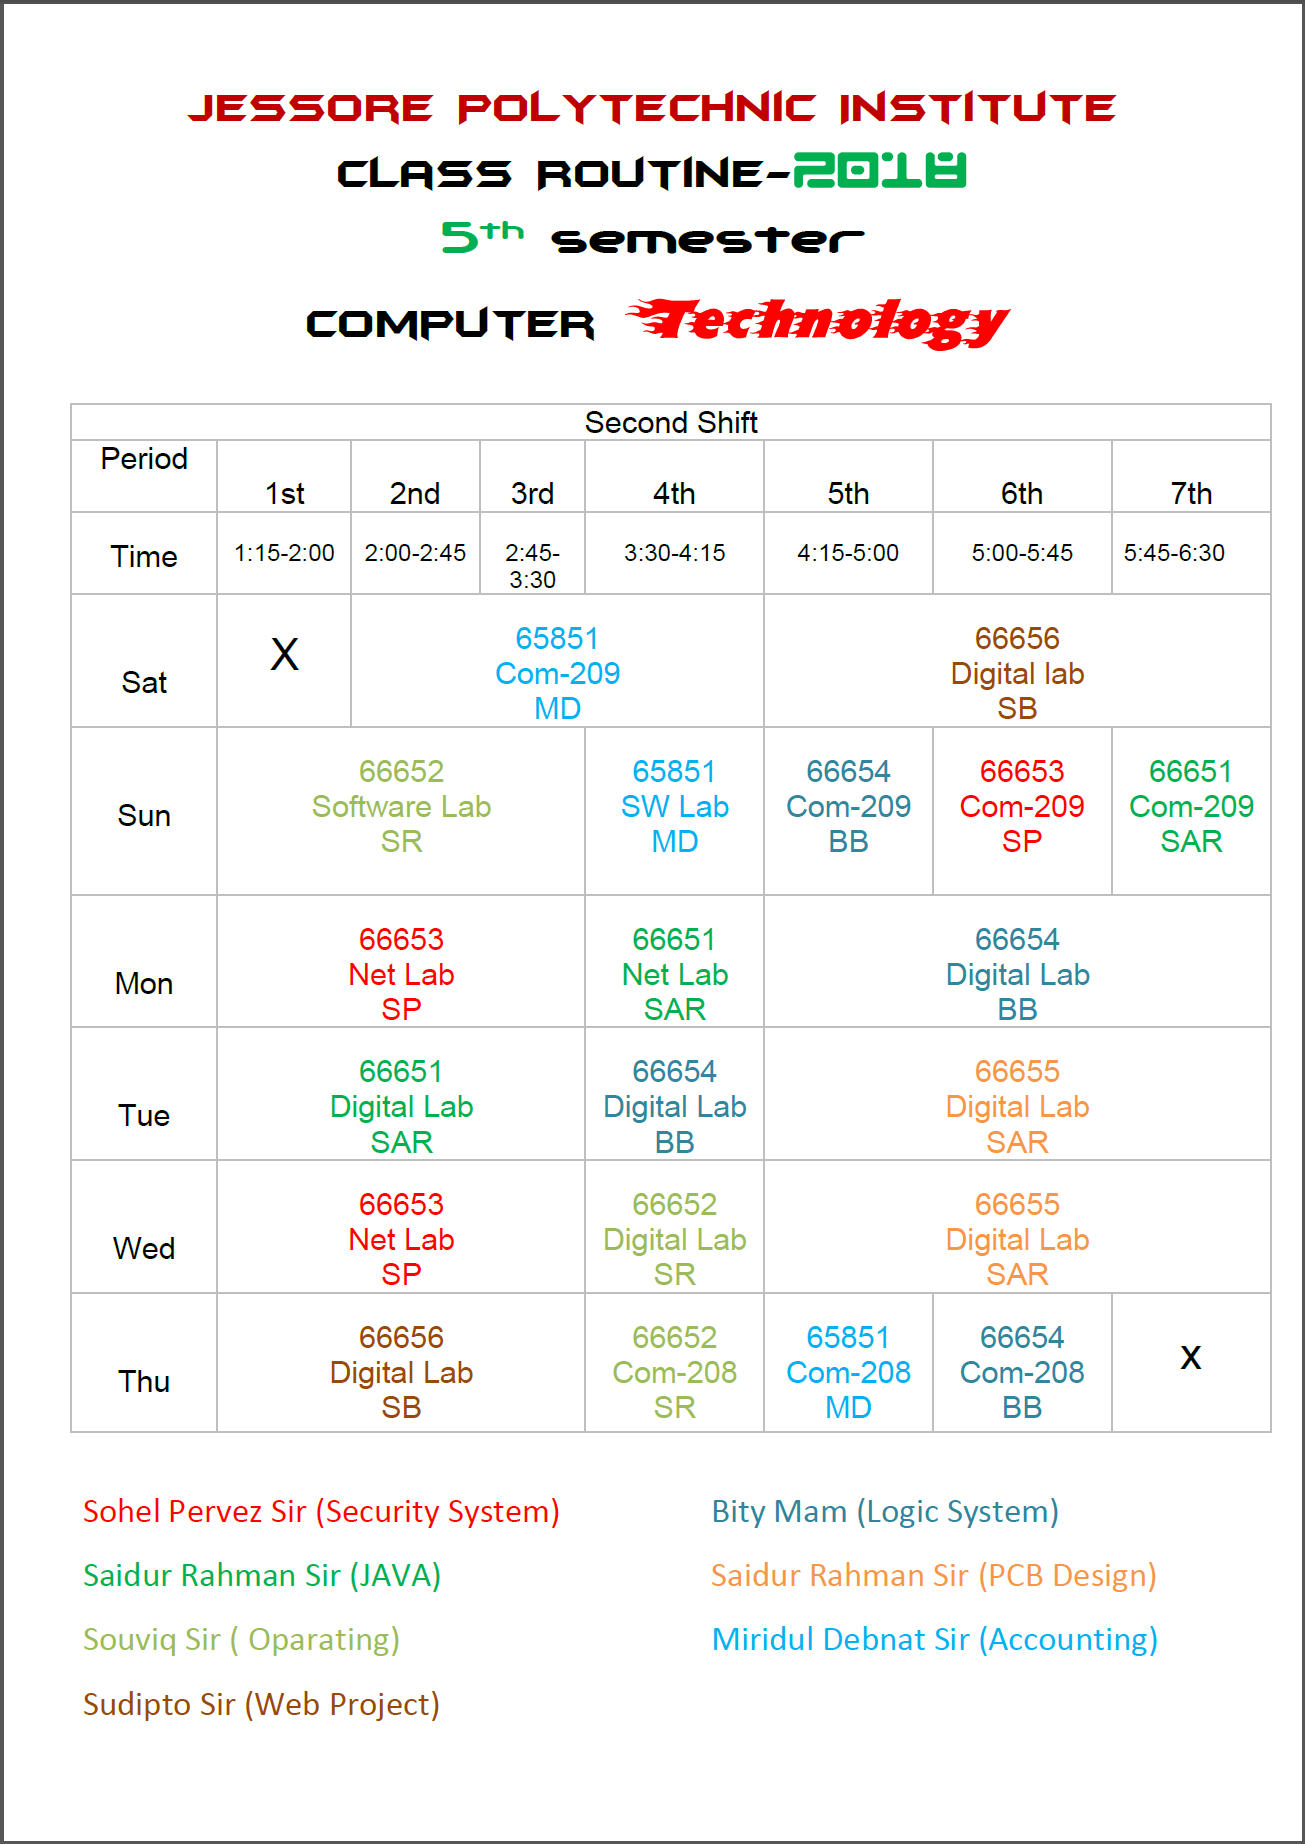 JESSORE POLYTECHNIC INSTITUTE
CLASS ROUTINE-2018
5th semester
COMPUTER Technology
Second Shift
Period 1st 2nd 3rd 4th 5th 6th 7th
Time 1:15-2:00 2:00-2:45 2:45-3:30 3:30-4:15 4:15-5:00 5:00-5:45 5:45-6:30
Sat
X
65851
Com-209
MD
66656
Digital lab
SB
Sun
66652
Software Lab
SR
65851
SW Lab
MD
66654
Com-209
BB
66653
Com-209
SP
66651
Com-209
SAR
Mon
66653
Net Lab
SP
66651
Net Lab
SAR
66654
Digital Lab
BB
Tue
66651
Digital Lab
SAR
66654
Digital Lab
BB
66655
Digital Lab
SAR
Wed
66653
Net Lab
SP
66652
Digital Lab
SR
66655
Digital Lab
SAR
Thu
66656
Digital Lab
SB
66652
Com-208
SR
65851
Com-208
MD
66654
Com-208
BB
x
Sohel Pervez Sir (Security System)
Bity Mam (Logic System)
Saidur Rahman Sir (JAVA)
Saidur Rahman Sir (PCB Design)
Souviq Sir ( Oparating)
Miridul Debnat Sir (Accounting)
Sudipto Sir (Web Project)